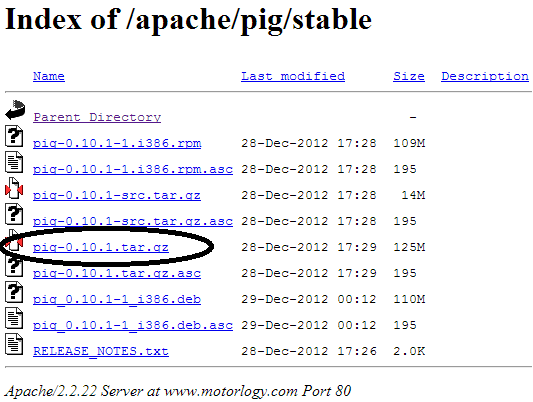 Index of /apache/pig/stable
Name Last modified Size Description
Parent Directory -
pig-0.10.1-1.i386.rpm 28-Dec-2012 17:28 109M
pig-0.10.1-1.i386.rpm.asc 28-Dec-2012 17:28 195
pig-0.10.1-src.tar.gz 28-Dec-2012 17:28 14M
pig-0.10.1-src.tar.gz.asc 28-Dec-2012 17:28 195
pig-0.10.1.tar.gz 28-Dec-2012 17:29 125M
pig-0.10.1.tar.gz.asc 28-Dec-2012 17:29 195
pig_0.10.1-1_i386.deb 29-Dec-2012 00:12 110M
pig_0.10.1-1_i386.deb.asc 29-Dec-2012 00:12 195
RELEASE_NOTES.txt 28-Dec-2012 17:26 2.0K
Apache/2.2.22 Server at www.motorlogy.com Port 80